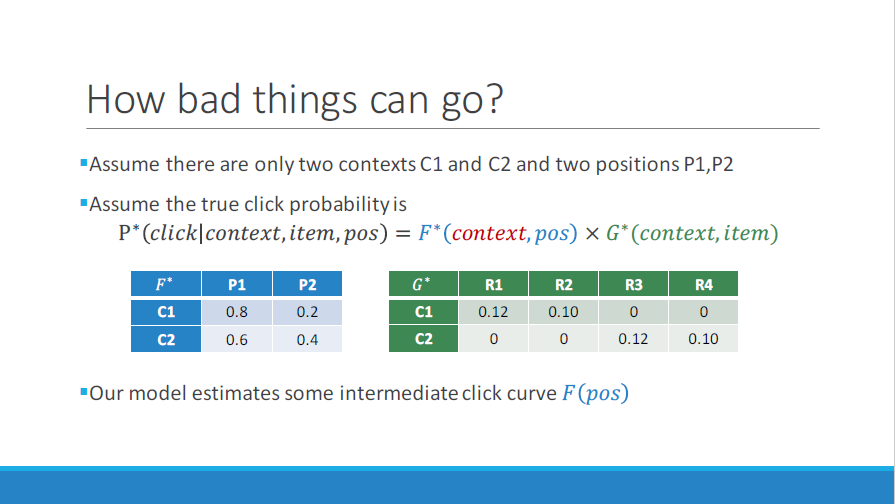 How bad things can go?
▪Assume there are only two contexts C1 and C2 and two positions P1,P2
▪Assume the true click probability is
P*(click|context, item, pos) = F*(context, pos) × G*(context, item)
F* P1 P2
C1 0.8 0.2
C2 0.6 0.4
G* R1 R2 R3 R4
C1 0.12 0.10 0 0
C2 0 0 0.12 0.10
▪Our model estimates some intermediate click curve F(pos)